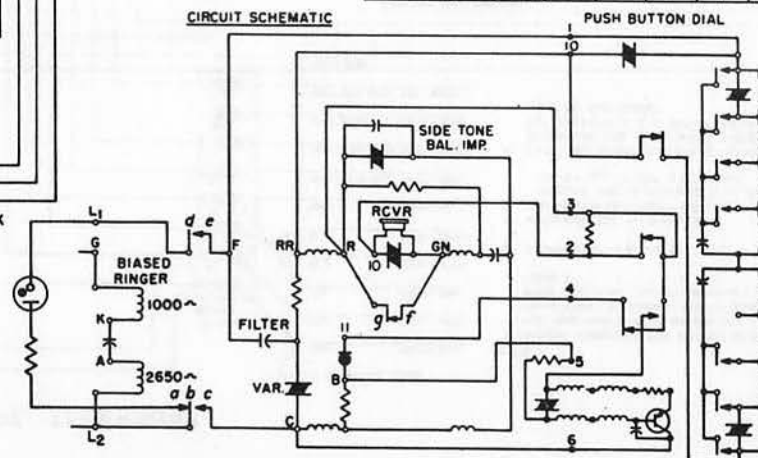 CIRCUIT SCHEMATIC
PUSH BUTTON DIAL
1
10
SIDE TONE
BAL. IMP.
L1
d e
G
F
RR
R
RCVR
10
GN
3
2
4
BIASED
RINGER
1000~
K
FILTER
g f
11
A
2650~
VAR.
B
5
a b c
C
L2
6